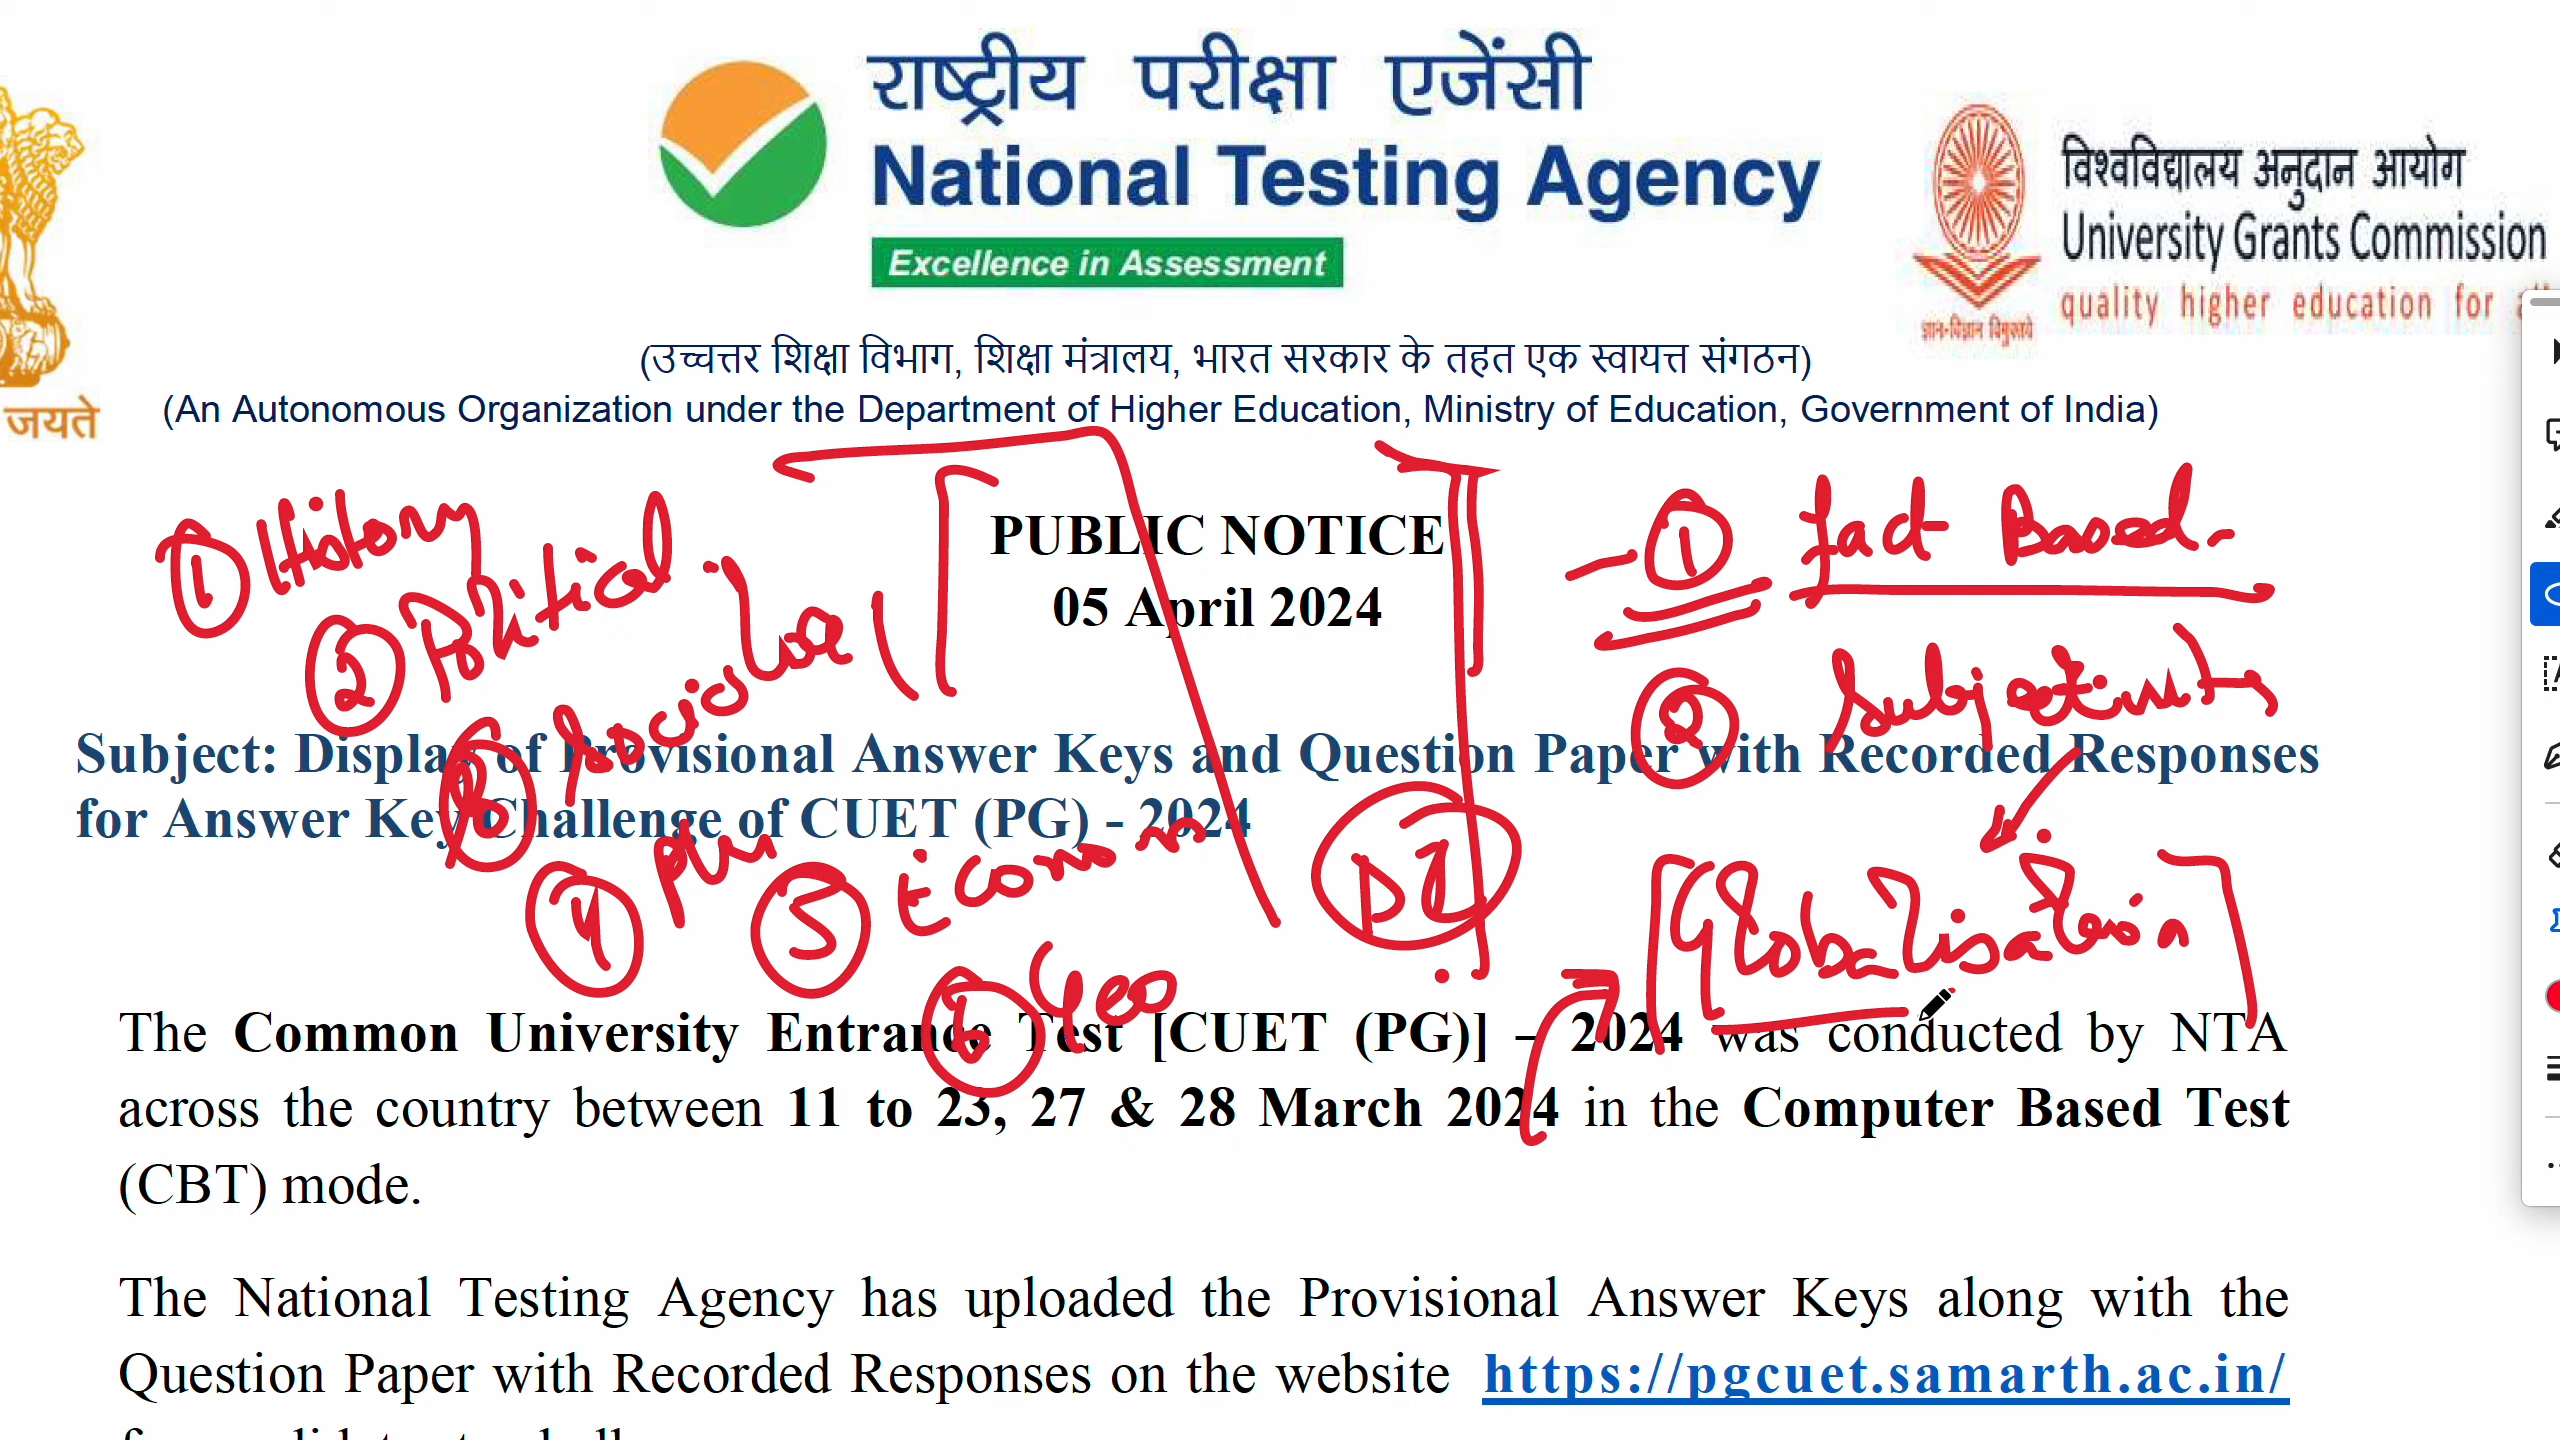 राष्ट्रीय परीक्षा एजेंसी
National Testing Agency
Excellence in Assessment
विश्वविद्यालय अनुदान आयोग
University Grants Commission
quality higher education for
ज्ञान-विज्ञान विमुक्तये
जयते
(उच्चत्तर शिक्षा विभाग, शिक्षा मंत्रालय, भारत सरकार के तहत एक स्वायत्त संगठन)
(An Autonomous Organization under the Department of Higher Education, Ministry of Education, Government of India)
PUBLIC NOTICE
05 April 2024
1 History
2 Political
1 fact Based
2
Subject: Display of Provisional Answer Keys and Question Paper with Recorded Responses
for Answer Key Challenge of CUET (PG) - 2024
4
5 Econom
6 Geo
Globalisation
The Common University Entrance Test [CUET (PG)] – 2024 was conducted by NTA
across the country between 11 to 23, 27 & 28 March 2024 in the Computer Based Test
(CBT) mode.
The National Testing Agency has uploaded the Provisional Answer Keys along with the
Question Paper with Recorded Responses on the website https://pgcuet.samarth.ac.in/